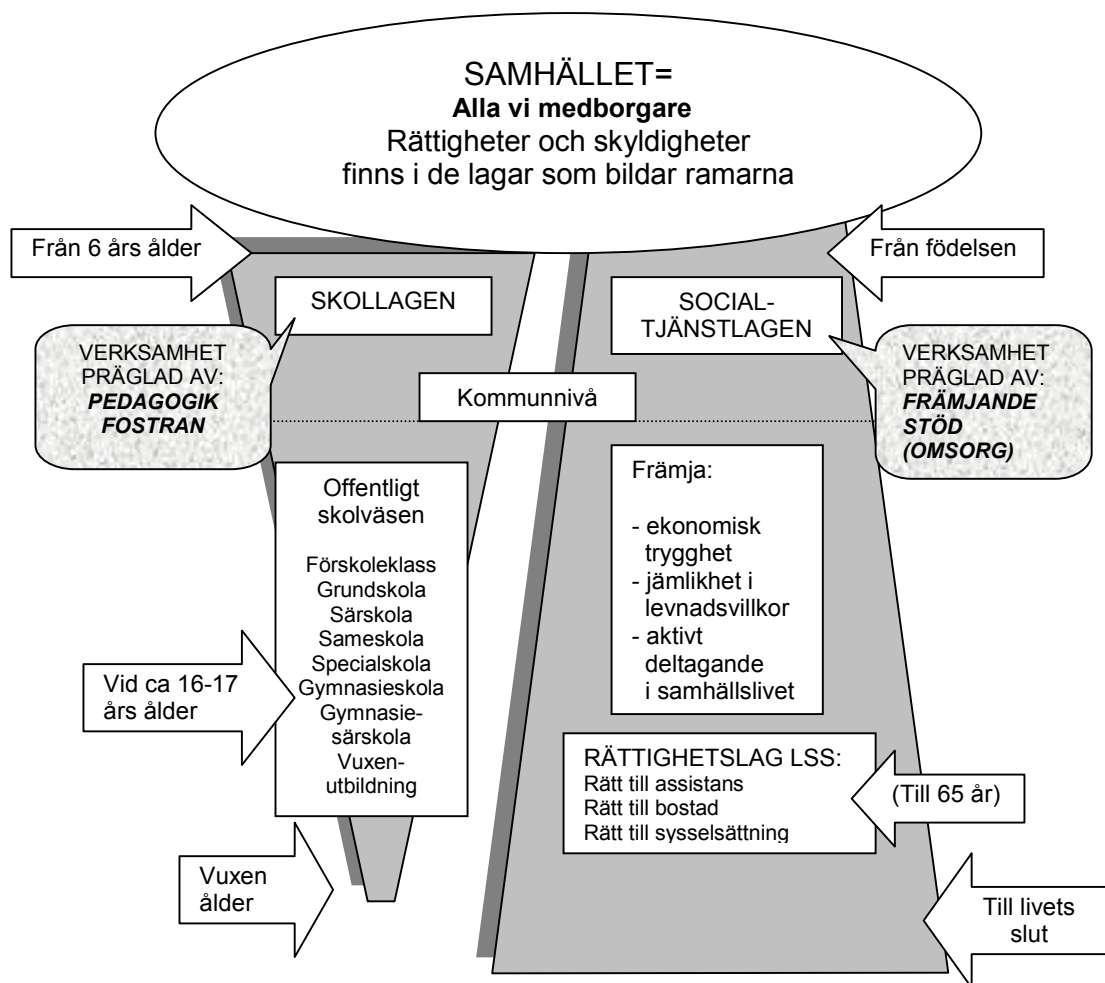 SAMHÄLLET=
Alla vi medborgare
Rättigheter och skyldigheter
finns i de lagar som bildar ramarna
Från 6 års ålder
Från födelsen
SKOLLAGEN
SOCIAL-
TJÄNSTLAGEN
VERKSAMHET
PRÄGLAD AV:
PEDAGOGIK
FOSTRAN
VERKSAMHET
PRÄGLAD AV:
FRÄMJANDE
STÖD
(OMSORG)
Kommunnivå
Offentligt
skolväsen
Förskoleklass
Grundskola
Särskola
Sameskola
Specialskola
Gymnasieskola
Gymnasie-
särskola
Vuxen-
utbildning
Främja:
- ekonomisk
trygghet
- jämlikhet i
levnadsvillkor
- aktivt
deltagande
i samhällslivet
Vid ca 16-17
års ålder
RÄTTIGHETSLAG LSS:
Rätt till assistans
Rätt till bostad
Rätt till sysselsättning
(Till 65 år)
Vuxen
ålder
Till livets
slut